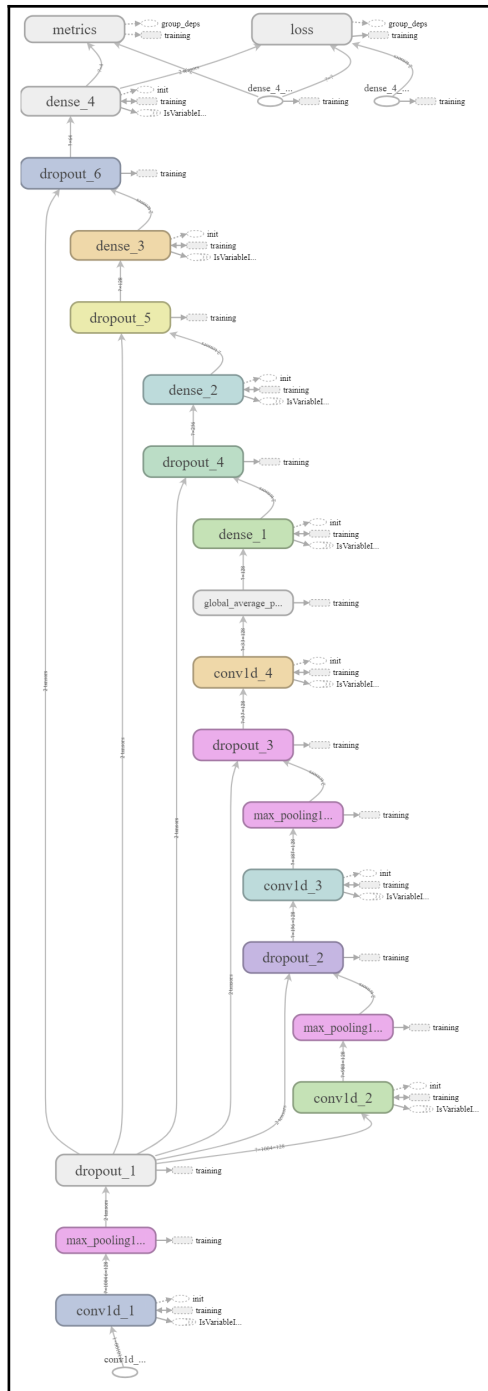 metrics
group_deps
training
loss
group_deps
training
dense_4
init
training
IsVariableI...
dense_4_...
training
dense_4_...
training
dropout_6
training
dense_3
init
training
IsVariableI...
dropout_5
training
dense_2
init
training
IsVariableI...
dropout_4
training
dense_1
init
training
IsVariableI...
global_average_p...
training
conv1d_4
init
training
IsVariableI...
dropout_3
training
max_pooling1...
training
conv1d_3
init
training
IsVariableI...
dropout_2
training
max_pooling1...
training
conv1d_2
init
training
IsVariableI...
dropout_1
training
max_pooling1...
training
conv1d_1
init
training
IsVariableI...
conv1d_...